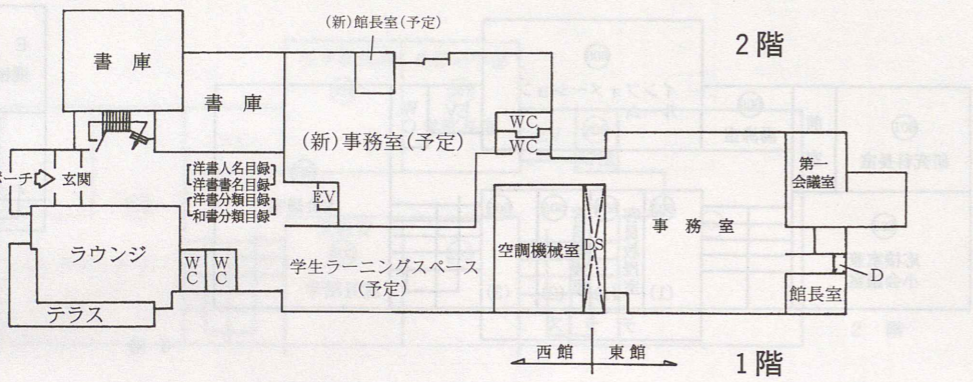 (新)館長室(予定)
2階
書 庫
書 庫
(新)事務室(予定)
WC
WC
ポーチ
玄関
洋書人名目録
洋書書名目録
洋書分類目録
和書分類目録
EV
第一
会議室
ラウンジ
WC
WC
学生ラーニングスペース
(予定)
空調機械室
DS
事 務 室
D
館長室
テラス
西館
東館
1階